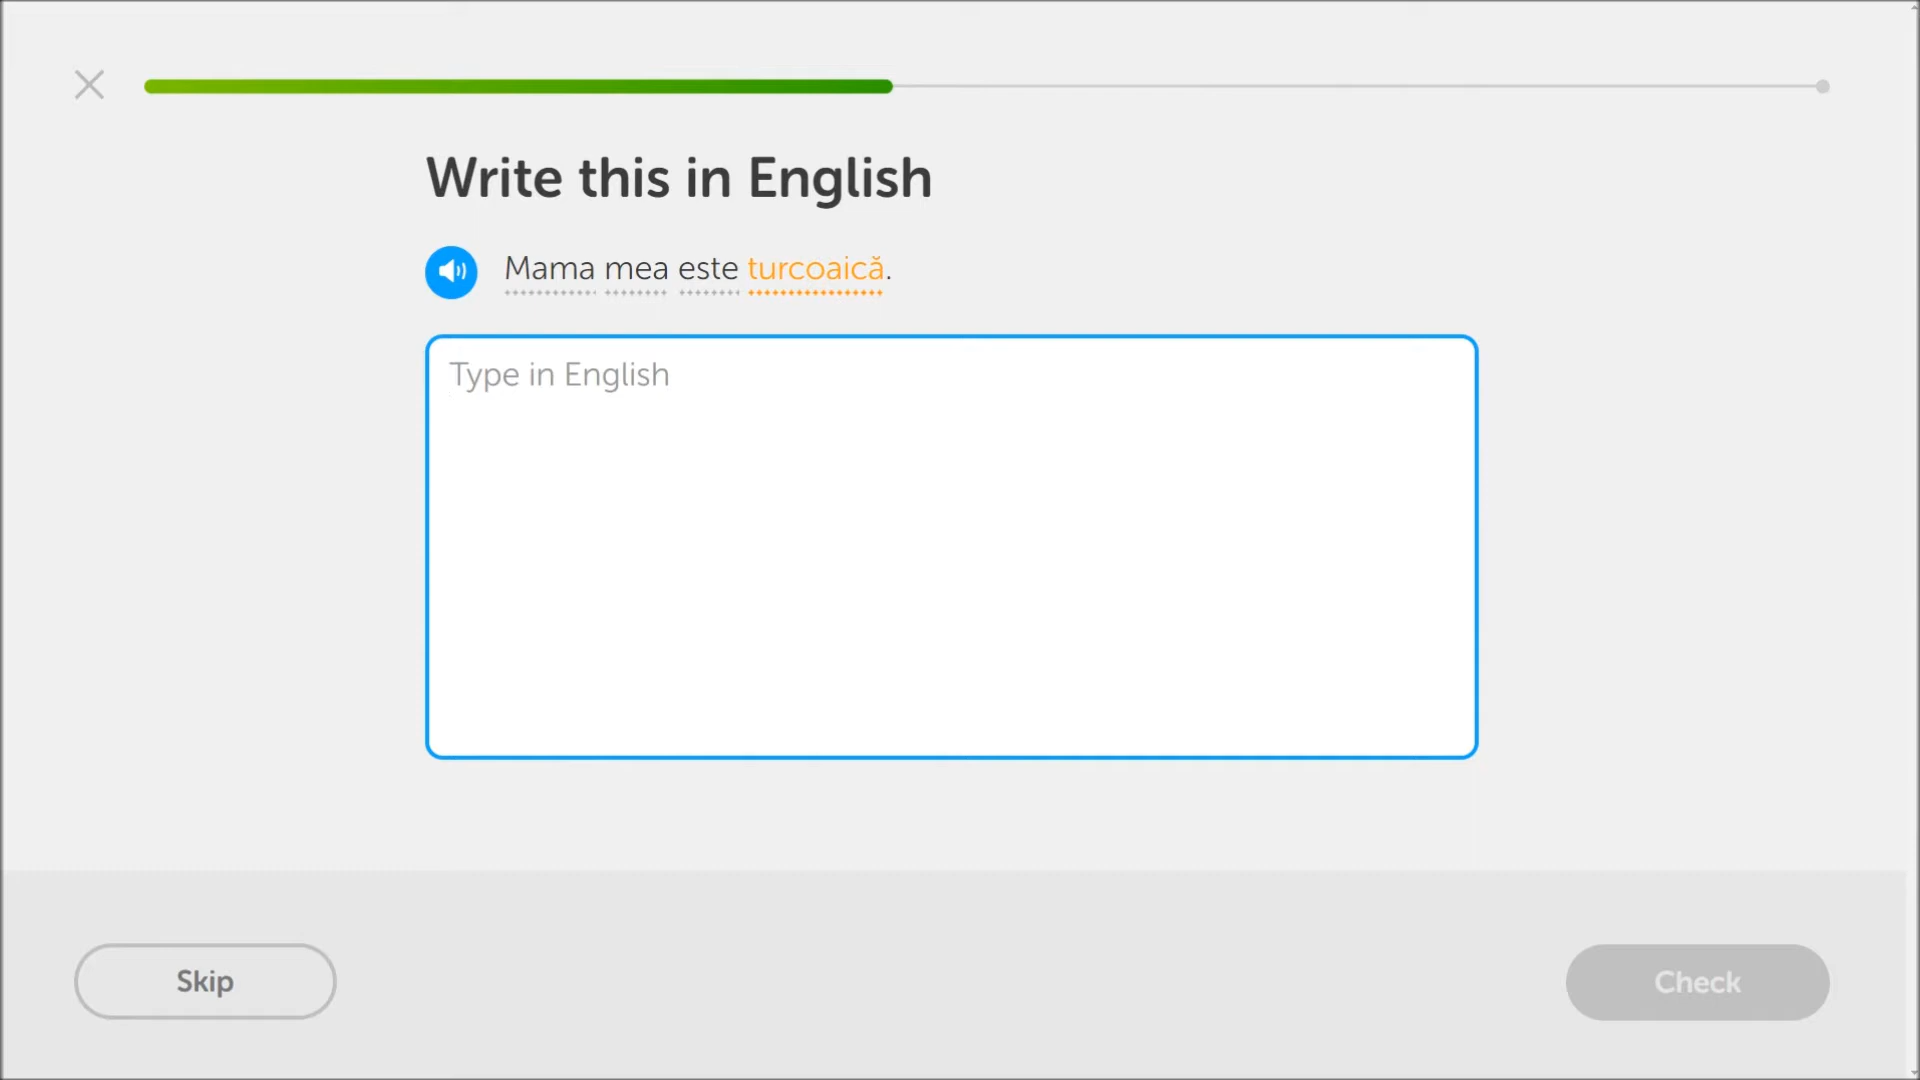 Write this in English
Mama mea este turcoaică.
Type in English
Skip
Check